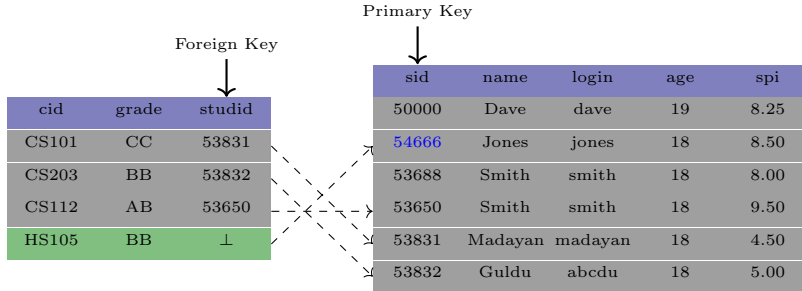 Primary Key
Foreign Key
sid name login age spi
cid grade studid
50000 Dave dave 19 8.25
CS101 CC 53831
54666 Jones jones 18 8.50
CS203 BB 53832
53688 Smith smith 18 8.00
CS112 AB 53650
53650 Smith smith 18 9.50
HS105 BB ⊥
53831 Madayan madayan 18 4.50
53832 Guldu abcdu 18 5.00